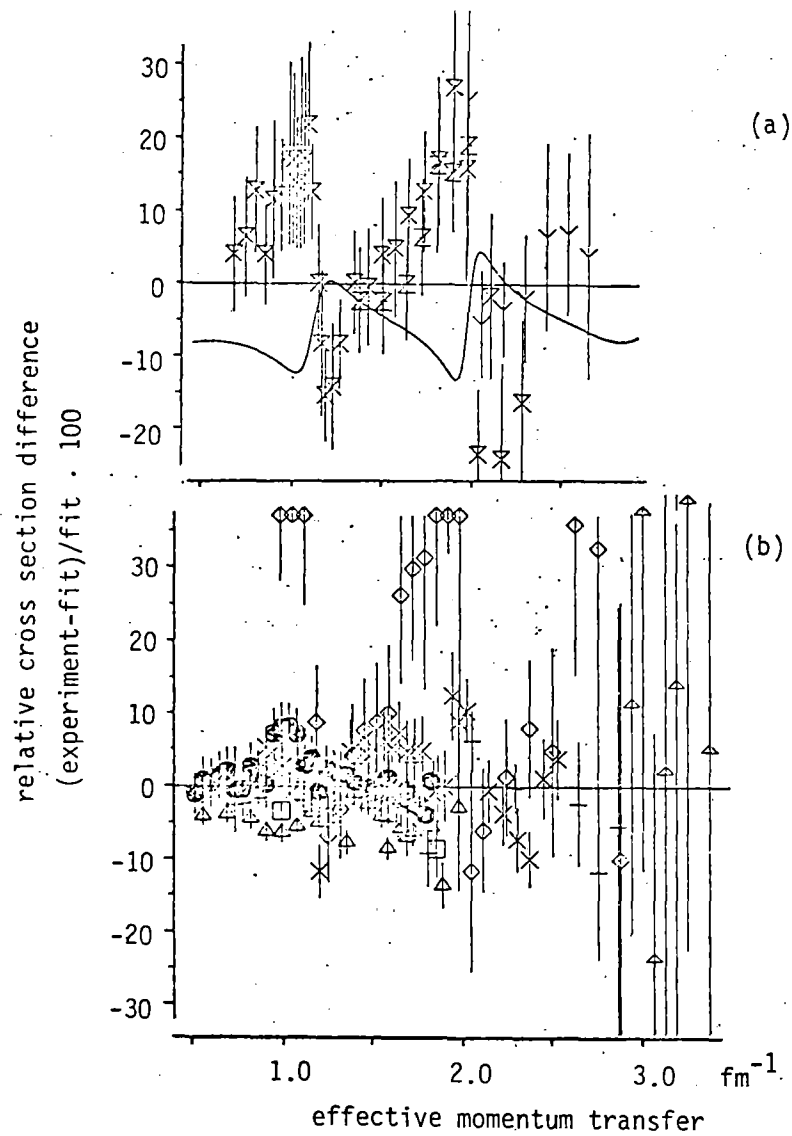 30
20
10
0
-10
-20
(a)
relative cross section difference
(experiment-fit)/fit · 100
(b)
30
20
10
0
-10
-20
-30
1.0 2.0 3.0 fm⁻¹
effective momentum transfer